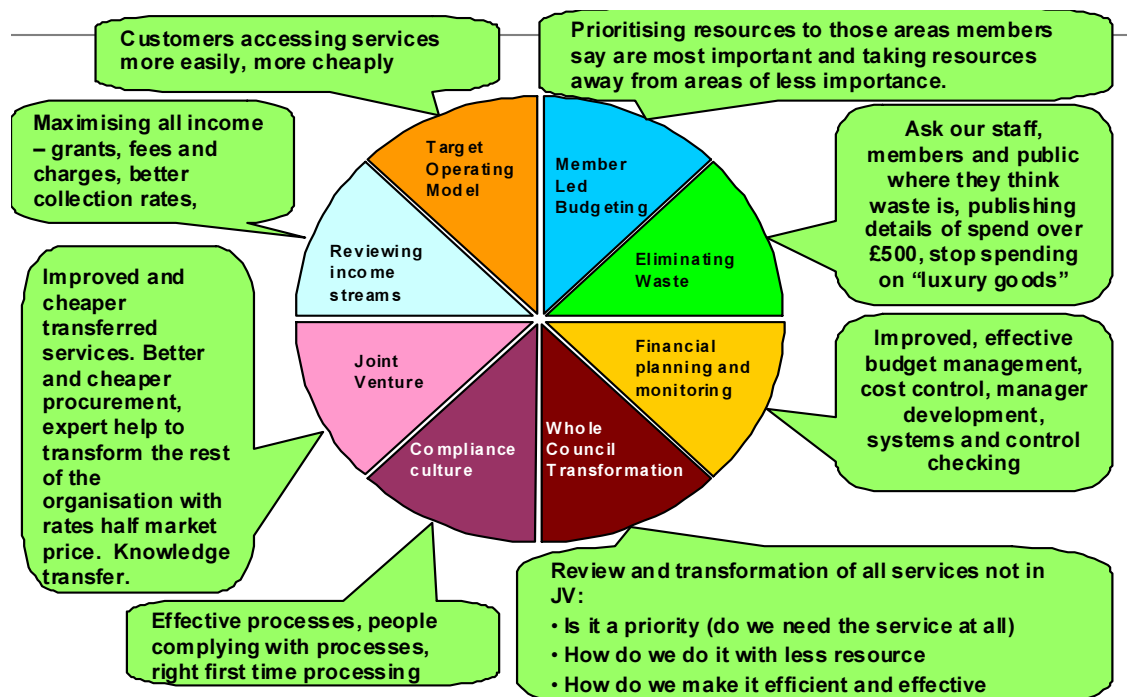 Customers accessing services
more easily, more cheaply
Prioritising resources to those areas members
say are most important and taking resources
away from areas of less importance.
Maximising all income
– grants, fees and
charges, better
collection rates,
Target
Operating
Model
Member
Led
Budgeting
Ask our staff,
members and public
where they think
waste is, publishing
details of spend over
£500, stop spending
on “luxury goods”
Reviewing
income
streams
Eliminating
Waste
Improved and
cheaper
transferred
services. Better
and cheaper
procurement,
expert help to
transform the rest
of the
organisation with
rates half market
price. Knowledge
transfer.
Joint
Venture
Financial
planning and
monitoring
Improved, effective
budget management,
cost control, manager
development,
systems and control
checking
Compliance
culture
Whole
Council
Transformation
Effective processes, people
complying with processes,
right first time processing
Review and transformation of all services not in
JV:
• Is it a priority (do we need the service at all)
• How do we do it with less resource
• How do we make it efficient and effective